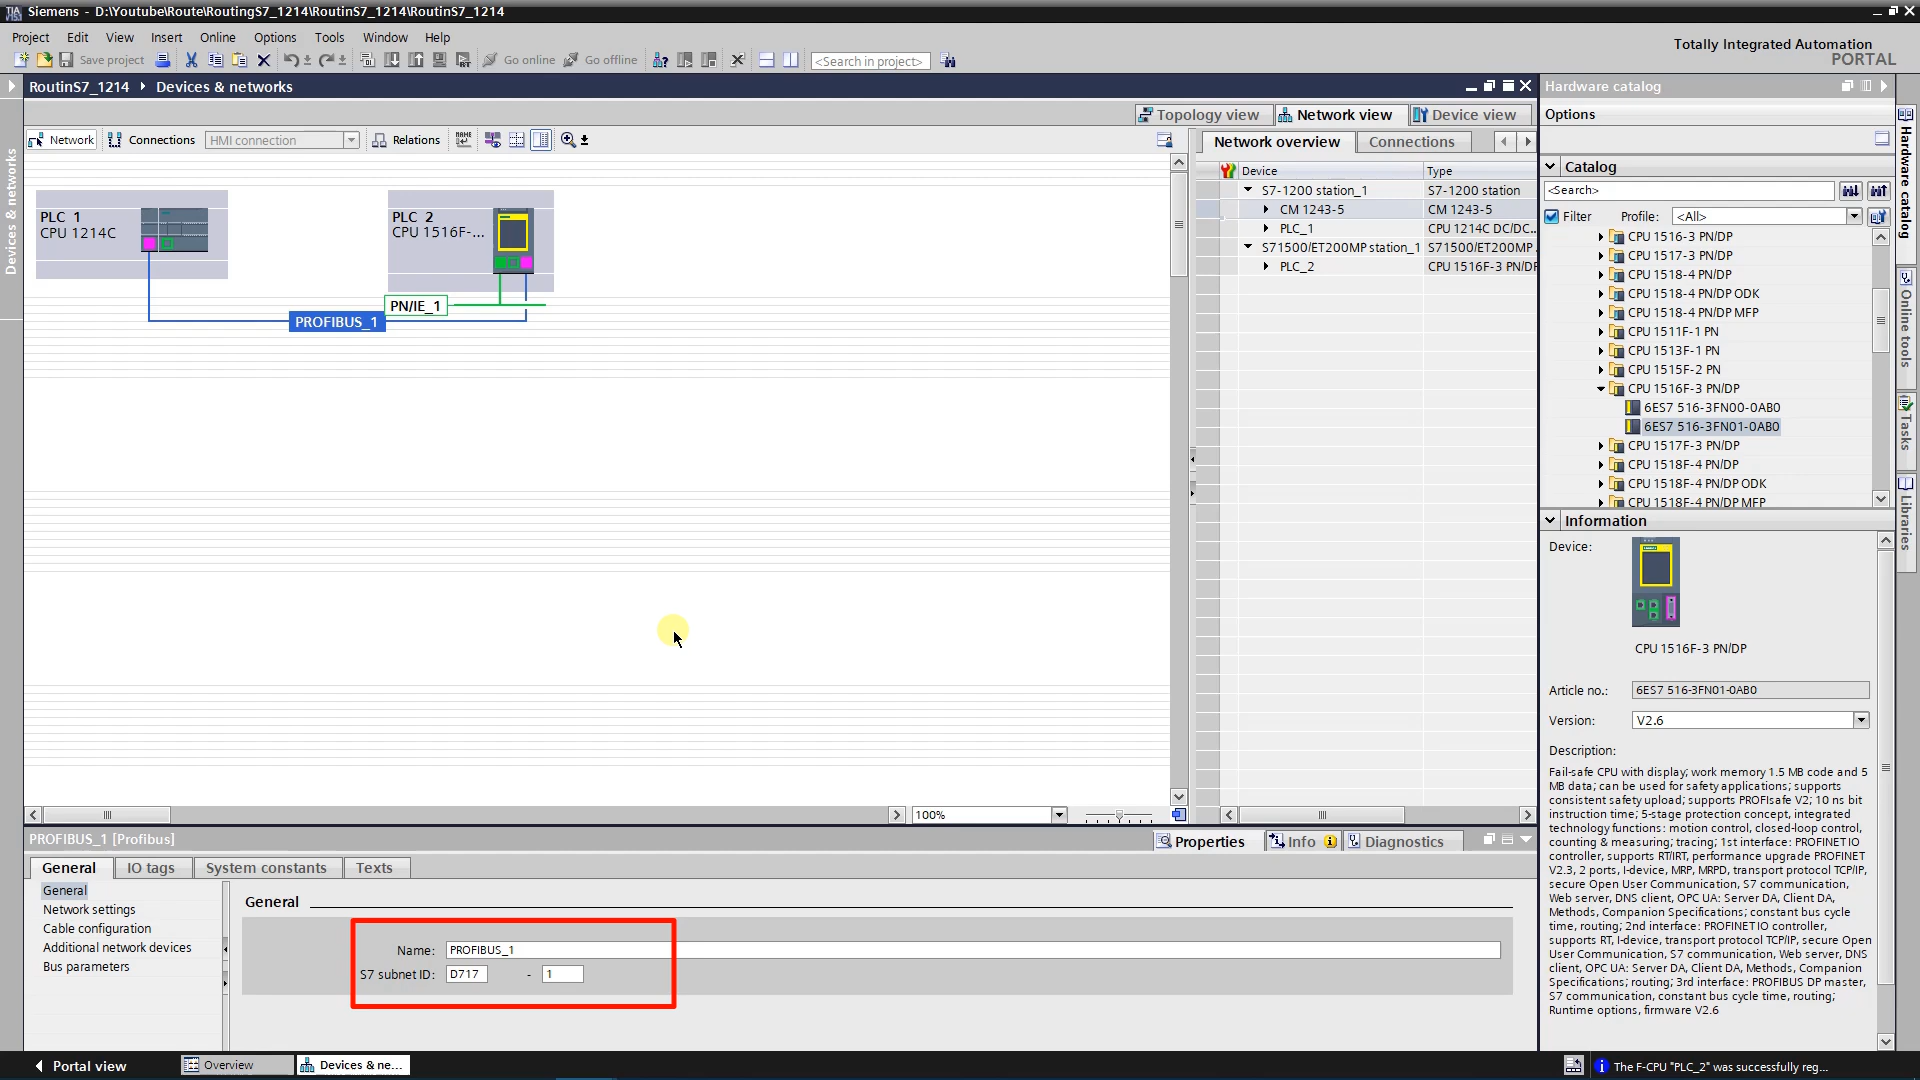 Siemens - D:\Youtube\Route\RoutingS7_1214\RoutinS7_1214\RoutinS7_1214
Project Edit View Insert Online Options Tools Window Help
Totally Integrated Automation
PORTAL
Save project
Go online
Go offline
<Search in project>
RoutinS7_1214
Devices & networks
Topology view
Network view
Device view
Network
Connections
HMI connection
Relations
Devices & networks
PLC_1
CPU 1214C
PLC_2
CPU 1516F-...
PN/IE_1
PROFIBUS_1
100%
Network overview
Connections
Device Type
S7-1200 station_1 S7-1200 station
CM 1243-5 CM 1243-5
PLC_1 CPU 1214C DC/DC...
S71500/ET200MP station_1 S71500/ET200MP
PLC_2 CPU 1516F-3 PN/DP
Hardware catalog
Options
Catalog
<Search>
Filter Profile: <All>
CPU 1516-3 PN/DP
CPU 1517-3 PN/DP
CPU 1518-4 PN/DP
CPU 1518-4 PN/DP ODK
CPU 1518-4 PN/DP MFP
CPU 1511F-1 PN
CPU 1513F-1 PN
CPU 1515F-2 PN
CPU 1516F-3 PN/DP
6ES7 516-3FN00-0AB0
6ES7 516-3FN01-0AB0
CPU 1517F-3 PN/DP
CPU 1518F-4 PN/DP
CPU 1518F-4 PN/DP ODK
CPU 1518F-4 PN/DP MFP
Information
Device:
CPU 1516F-3 PN/DP
Article no.: 6ES7 516-3FN01-0AB0
Version: V2.6
Description:
Fail-safe CPU with display; work memory 1.5 MB code and 5
MB data; can be used for safety applications; supports
consistent safety upload; supports PROFIsafe V2; 10 ns bit
instruction time; 5-stage protection concept, integrated
technology functions: motion control, closed-loop control,
counting & measuring; tracing; 1st interface: PROFINET IO
controller, supports RT/IRT, performance upgrade PROFINET
V2.3, 2 ports, I-device, MRP, MRPD, transport protocol TCP/IP,
secure Open User Communication, S7 communication,
Web server, DNS client, OPC UA: Server DA, Client DA,
Methods, Companion Specifications; constant bus cycle
time, routing; 2nd interface: PROFINET IO controller,
supports RT, I-device, transport protocol TCP/IP, secure Open
User Communication, S7 communication, Web server, DNS
client, OPC UA: Server DA, Client DA, Methods, Companion
Specifications; routing; 3rd interface: PROFIBUS DP master,
S7 communication, constant bus cycle time, routing;
Runtime options, firmware V2.6
Hardware catalog
Online tools
Tasks
Libraries
PROFIBUS_1 [Profibus]
Properties
Info
Diagnostics
General
IO tags
System constants
Texts
General
Network settings
Cable configuration
Additional network devices
Bus parameters
General
Name: PROFIBUS_1
S7 subnet ID: D717 - 1
Portal view
Overview
Devices & ne...
The F-CPU "PLC_2" was successfully reg...